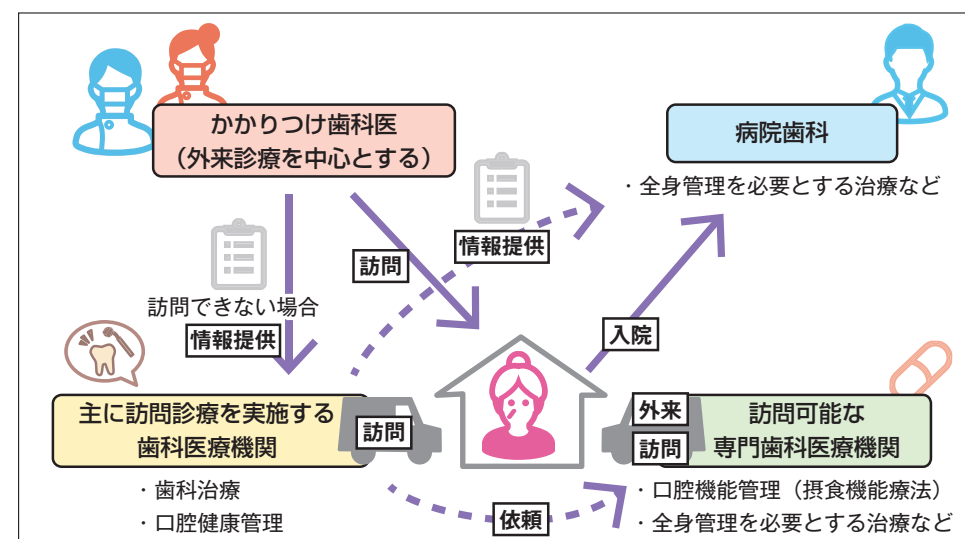 かかりつけ歯科医
（外来診療を中心とする）
病院歯科
・全身管理を必要とする治療など
情報提供
訪問
訪問できない場合
情報提供
入院
主に訪問診療を実施する
歯科医療機関
訪問
外来
訪問
訪問可能な
専門歯科医療機関
・歯科治療
・口腔健康管理
依頼
・口腔機能管理（摂食機能療法）
・全身管理を必要とする治療など